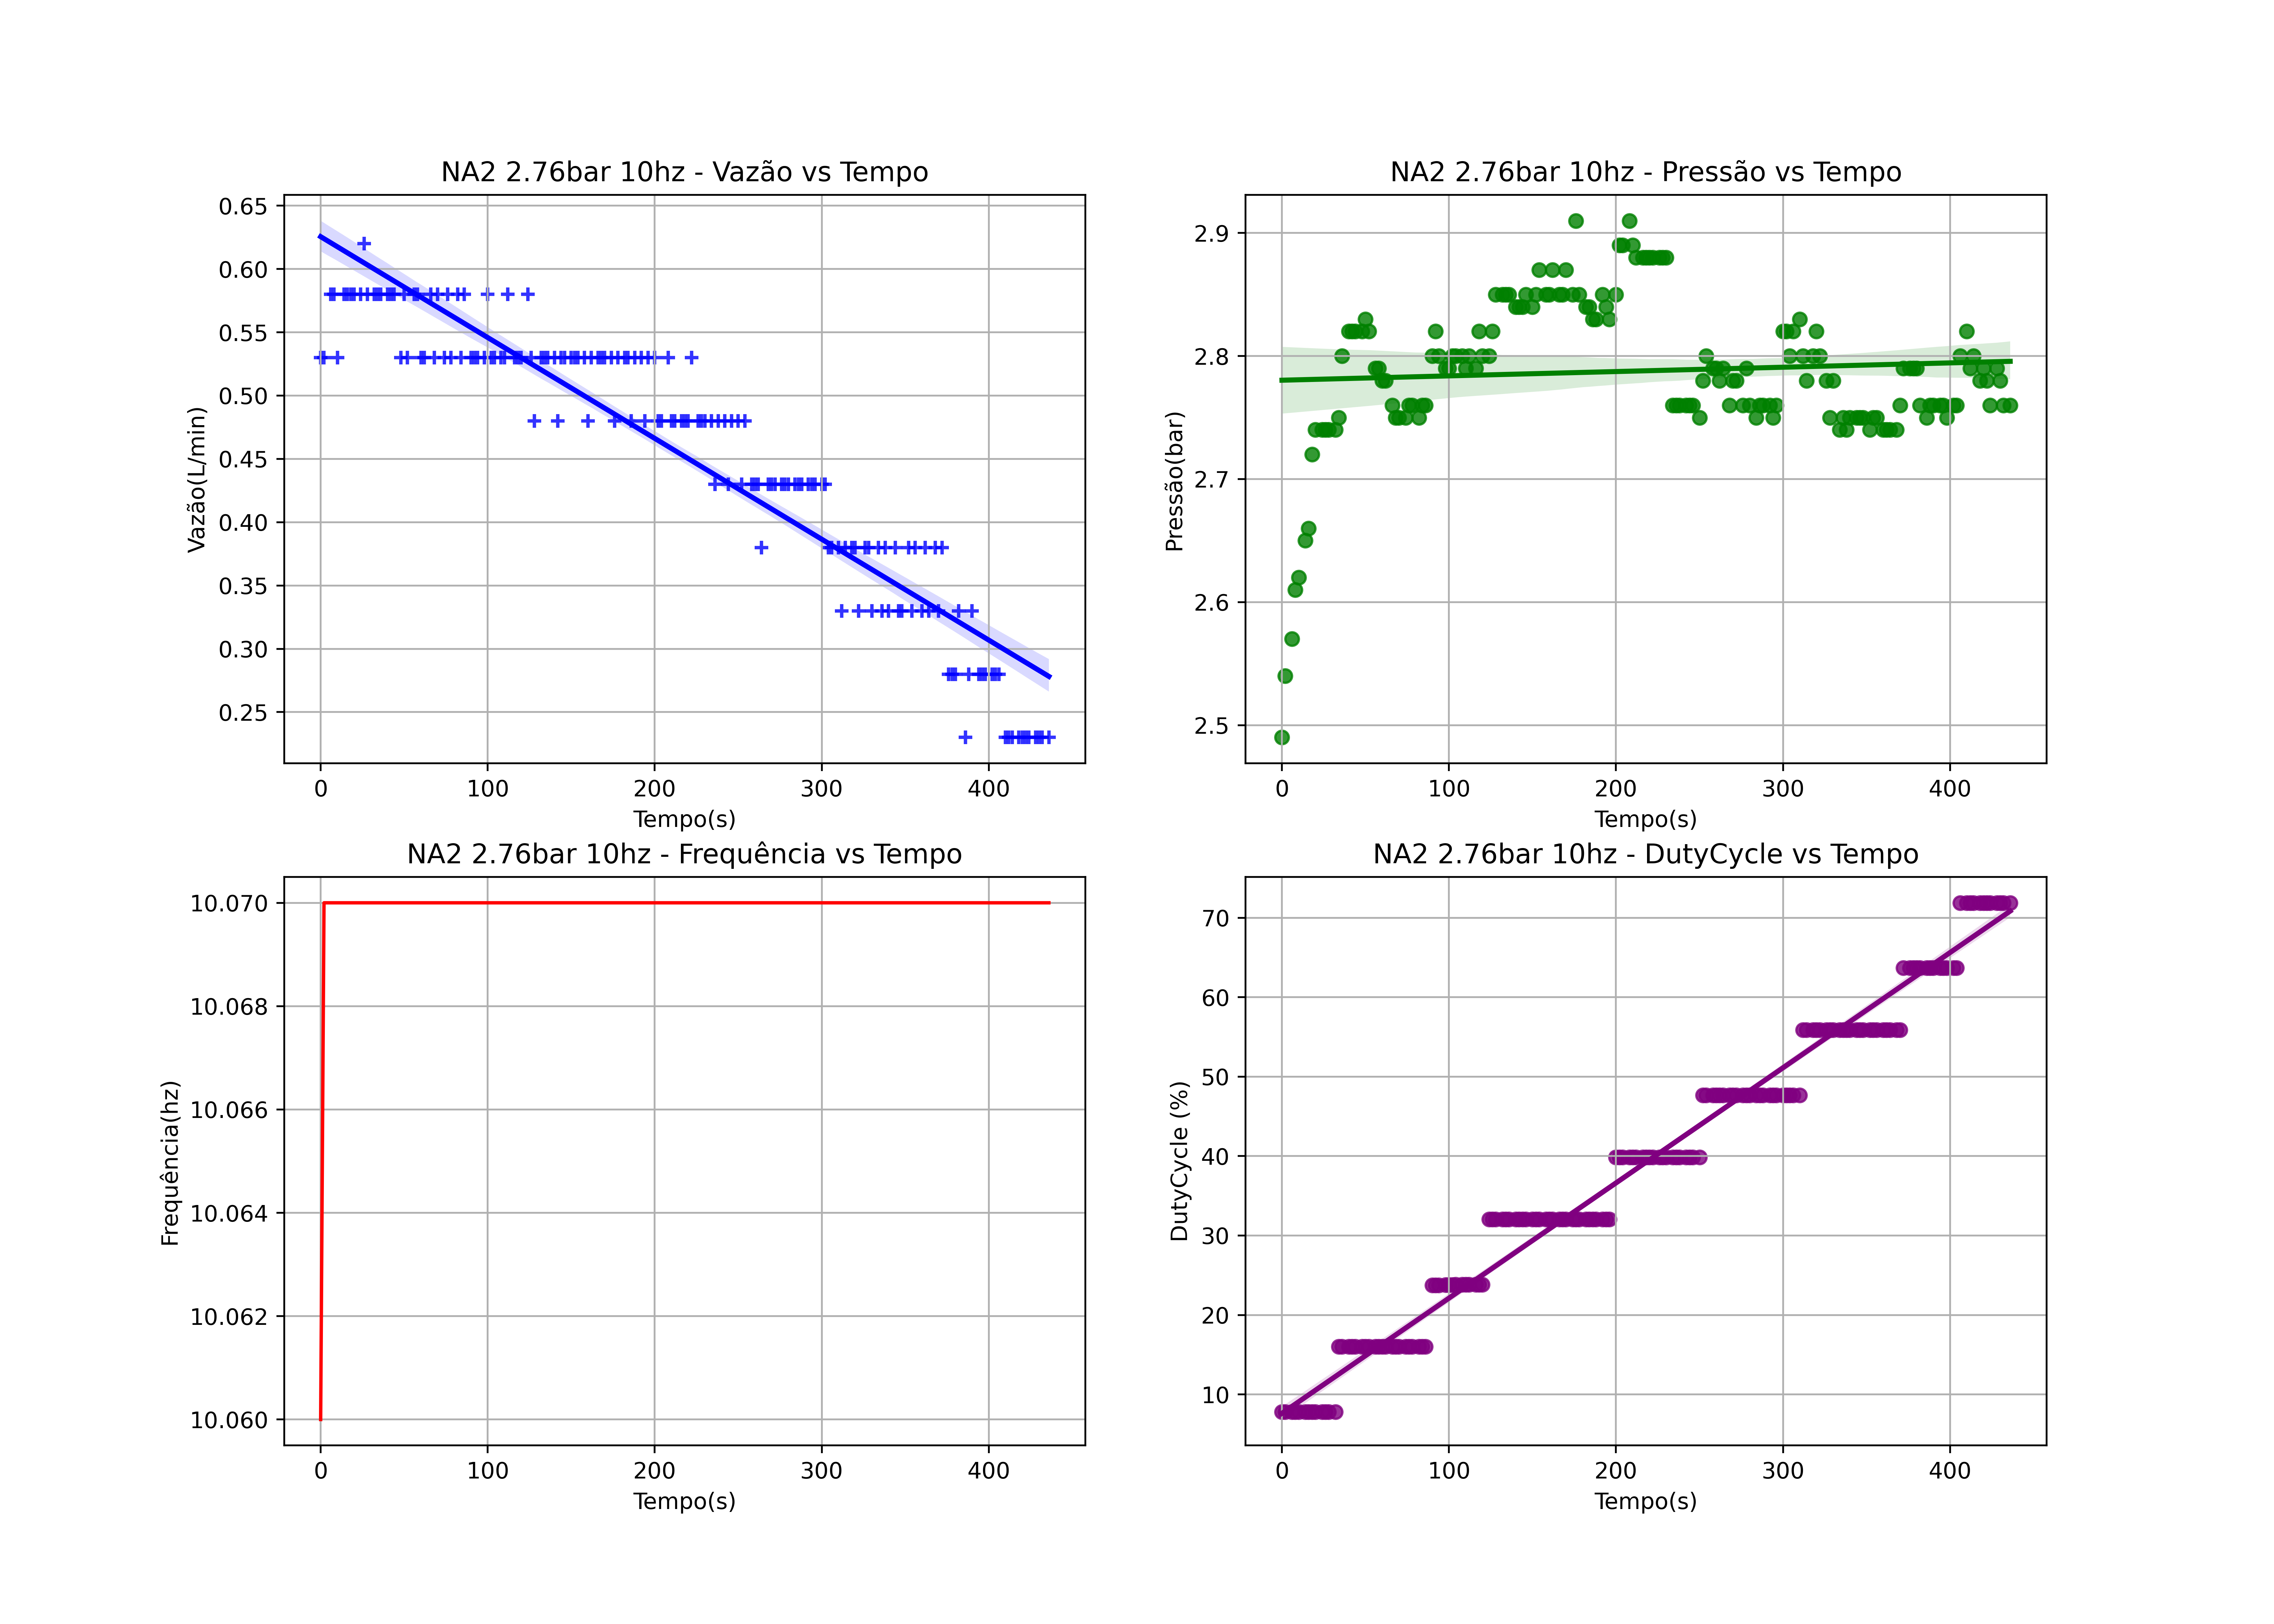 NA2 2.76bar 10hz - Vazão vs Tempo
0.65
0.60
0.55
0.50
0.45
0.40
0.35
0.30
0.25
Vazão(L/min)
0 100 200 300 400
Tempo(s)
NA2 2.76bar 10hz - Pressão vs Tempo
2.9
2.8
2.7
2.6
2.5
Pressão(bar)
0 100 200 300 400
Tempo(s)
NA2 2.76bar 10hz - Frequência vs Tempo
10.070
10.068
10.066
10.064
10.062
10.060
Frequência(hz)
0 100 200 300 400
Tempo(s)
NA2 2.76bar 10hz - DutyCycle vs Tempo
70
60
50
40
30
20
10
DutyCycle (%)
0 100 200 300 400
Tempo(s)